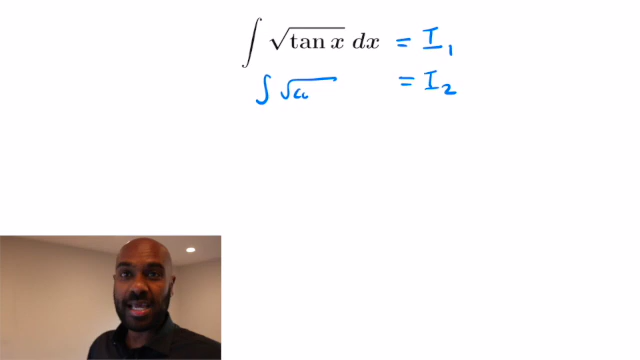 ∫ √tan x dx = I₁
∫ √ = I₂